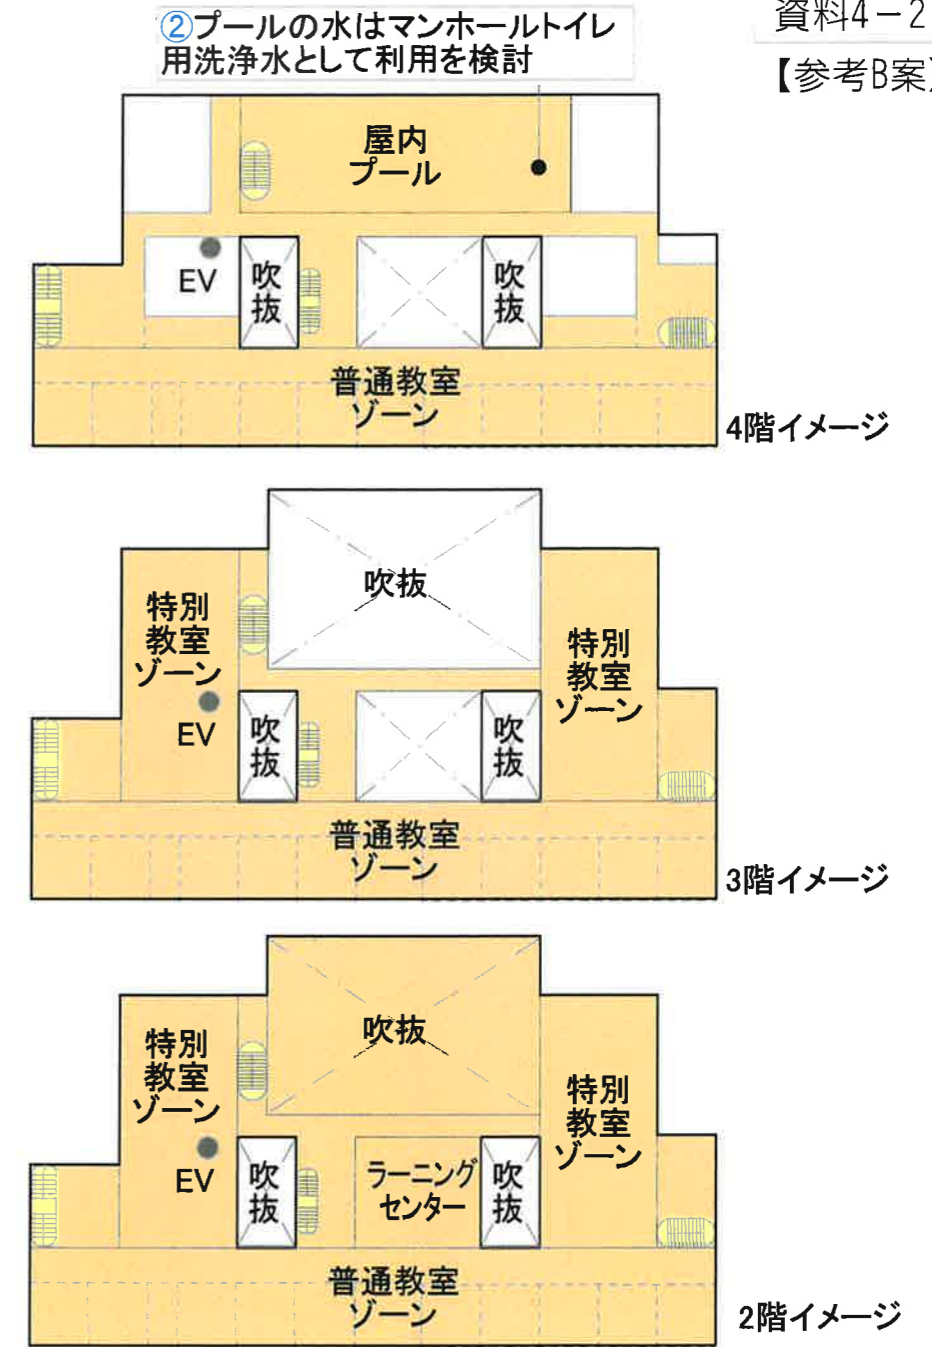 資料4－2
【参考B案】
②プールの水はマンホールトイレ
用洗浄水として利用を検討
屋内
プール
EV
吹
抜
吹
抜
普通教室
ゾーン
4階イメージ
吹抜
特別
教室
ゾーン
特別
教室
ゾーン
EV
吹
抜
吹
抜
普通教室
ゾーン
3階イメージ
吹抜
特別
教室
ゾーン
特別
教室
ゾーン
EV
吹
抜
ラーニング
センター
吹
抜
普通教室
ゾーン
2階イメージ